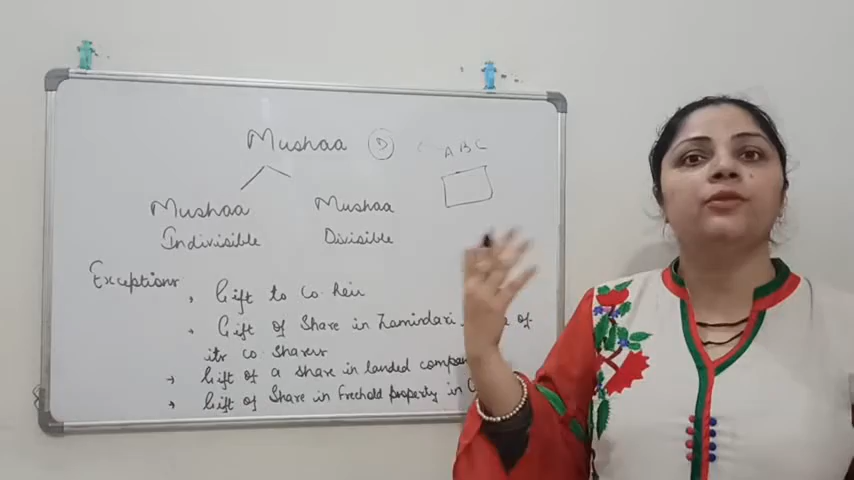 Mushaa
D
A B C
Mushaa Mushaa
Indivisible Divisible
Exceptions
Gift to Co heir
Gift of Share in Zamindari of
its co sharer
Gift of a share in landed
Gift of Share in freehold property in